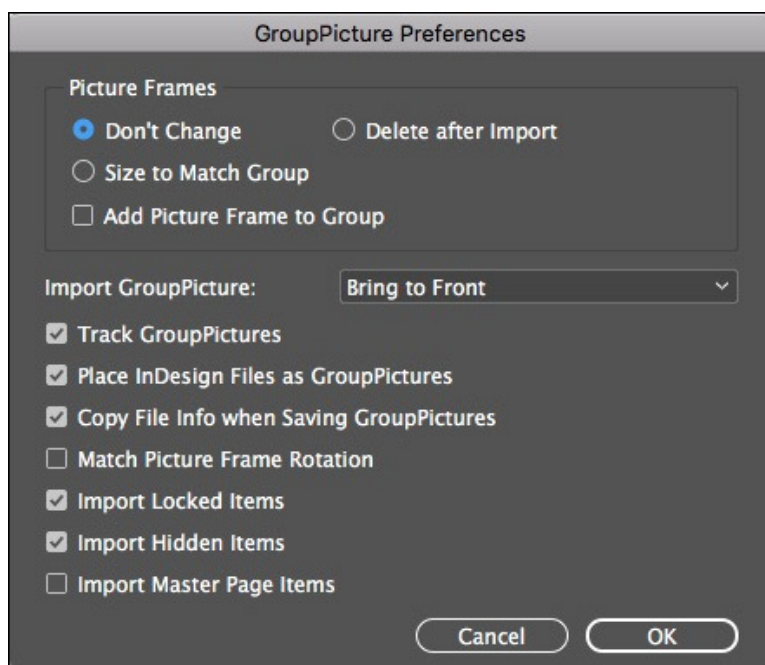 GroupPicture Preferences
Picture Frames
Don't Change
Delete after Import
Size to Match Group
Add Picture Frame to Group
Import GroupPicture:
Bring to Front
Track GroupPictures
Place InDesign Files as GroupPictures
Copy File Info when Saving GroupPictures
Match Picture Frame Rotation
Import Locked Items
Import Hidden Items
Import Master Page Items
Cancel
OK